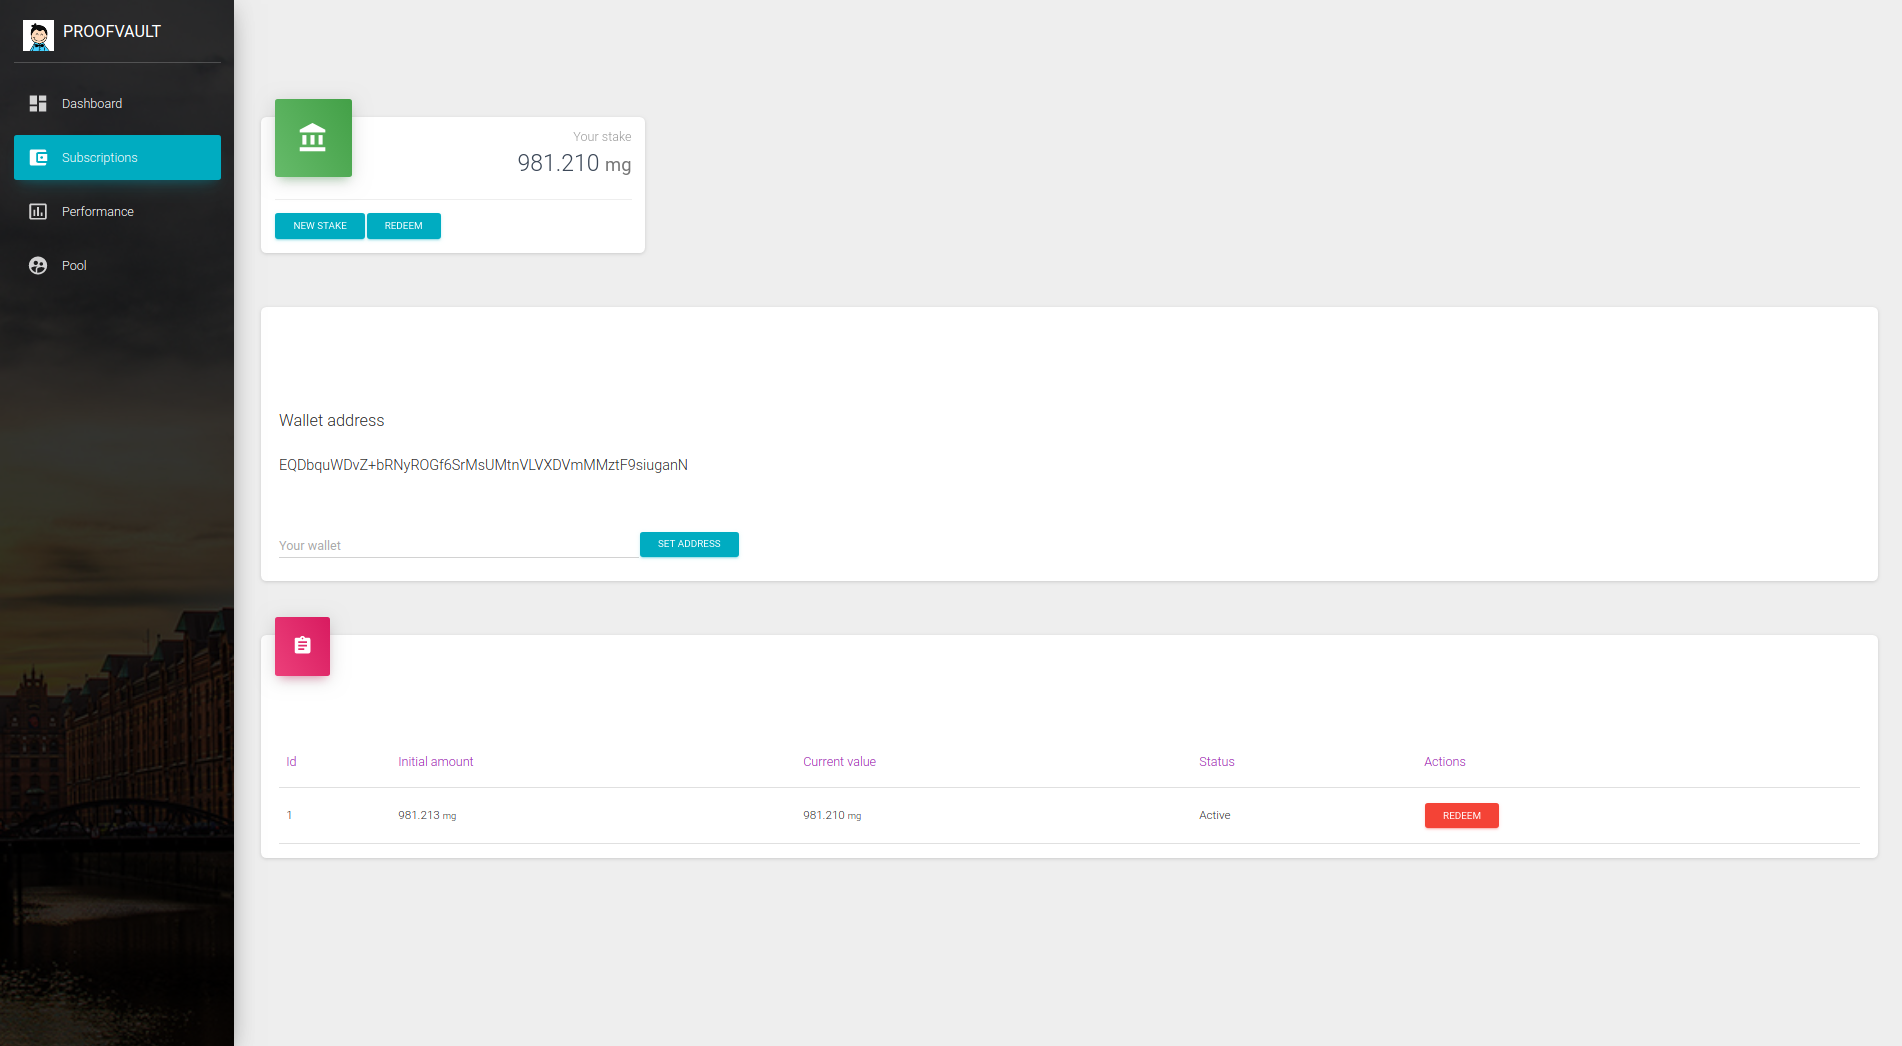 PROOFVAULT
Dashboard
Subscriptions
Performance
Pool
Your stake
981.210 mg
NEW STAKE REDEEM
Wallet address
EQDbquWDvZ+bRNyROGf6SrMsUMtnVLVXDVmMMztF9siuganN
Your wallet SET ADDRESS
Id Initial amount Current value Status Actions
1 981.213 mg 981.210 mg Active REDEEM